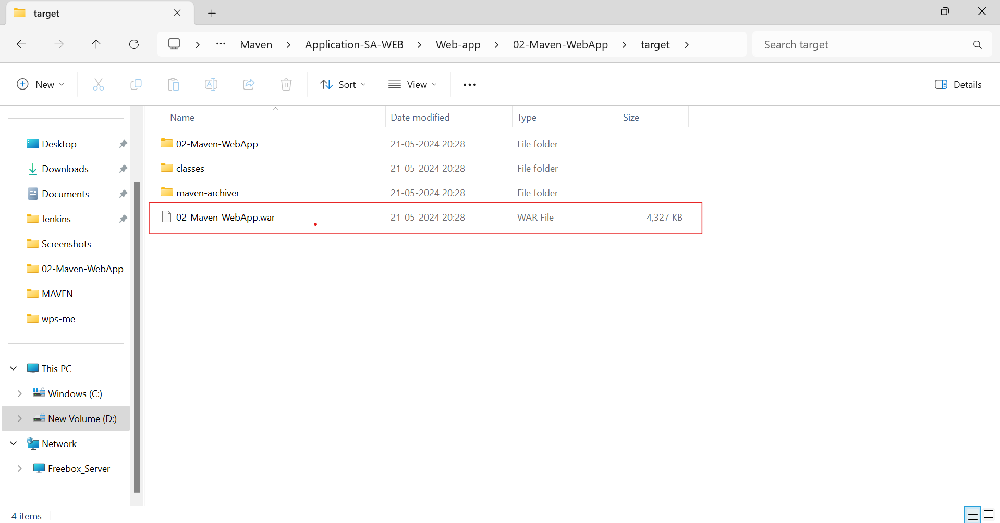 target
Maven > Application-SA-WEB > Web-app > 02-Maven-WebApp > target >
Search target
New
Sort
View
Details
Name Date modified Type Size
Desktop
Downloads
Documents
Jenkins
Screenshots
02-Maven-WebApp
MAVEN
wps-me
This PC
Windows (C:)
New Volume (D:)
Network
Freebox_Server
02-Maven-WebApp 21-05-2024 20:28 File folder
classes 21-05-2024 20:28 File folder
maven-archiver 21-05-2024 20:28 File folder
02-Maven-WebApp.war 21-05-2024 20:28 WAR File 4,327 KB
4 items